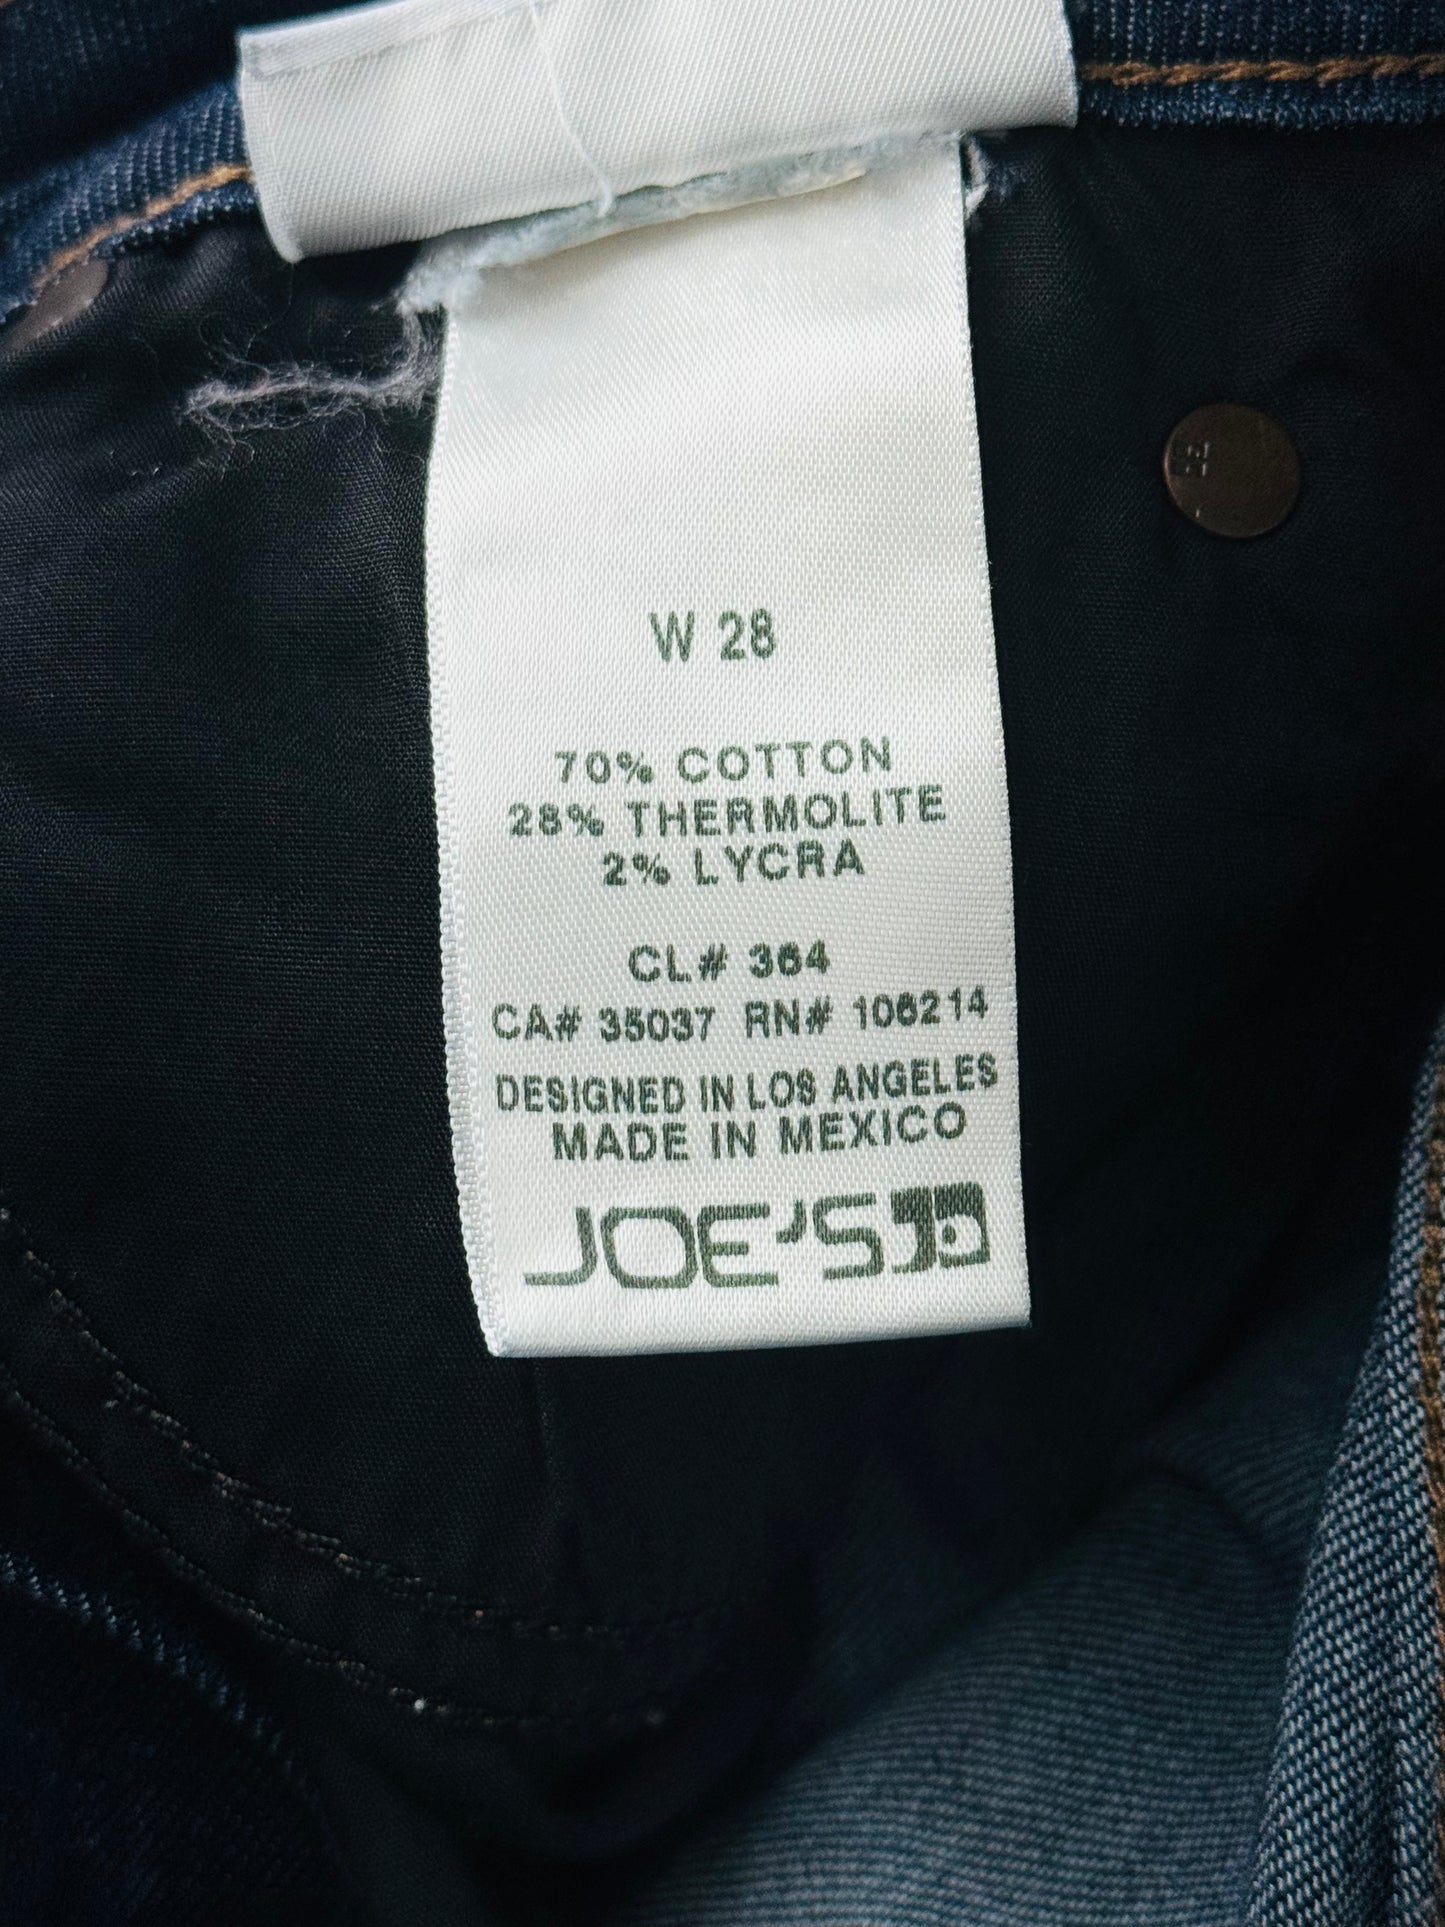 W 28
70% COTTON
28% THERMOLITE
2% LYCRA
CL# 364
CA# 35037 RN# 106214
DESIGNED IN LOS ANGELES
MADE IN MEXICO
JOE'S